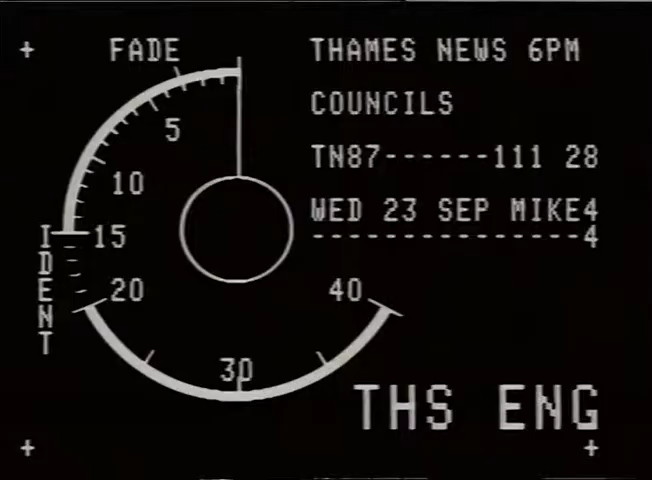 FADE
THAMES NEWS 6PM
COUNCILS
5
TN87------111 28
10
WED 23 SEP MIKE4
---------------4
15
IDENT
20
40
30
THS ENG